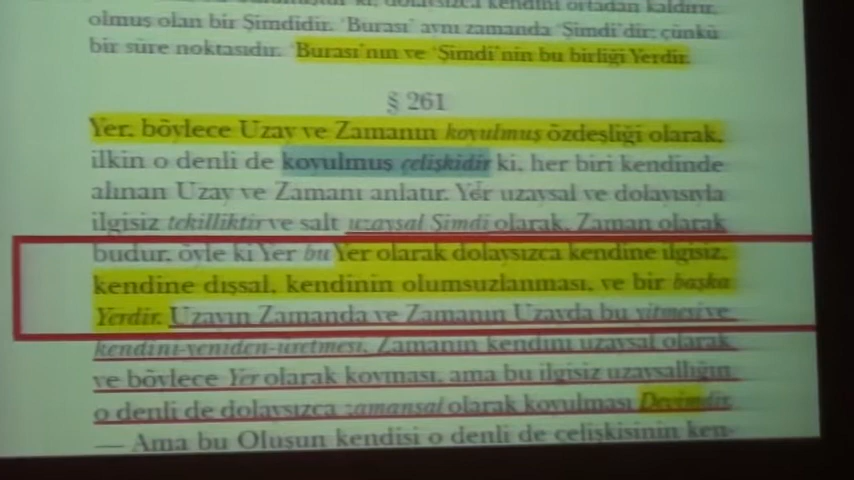 kendini ortadan kaldırır,
olmuş olan bir Şimdidir. 'Burası' aynı zamanda 'Şimdi'dir; çünkü
bir süre noktasıdır. 'Burası'nın ve 'Şimdi'nin bu birliği Yerdir.
§ 261
Yer, böylece Uzay ve Zamanın koyulmuş özdeşliği olarak,
ilkin o denli de koyulmuş çelişkidir ki, her biri kendinde
alınan Uzay ve Zamanı anlatır. Yer uzaysal ve dolayısıyla
ilgisiz tekilliktir ve salt uzaysal Şimdi olarak, Zaman olarak
budur, öyle ki Yer bu Yer olarak dolaysızca kendine ilgisiz,
kendine dışsal, kendinin olumsuzlanması, ve bir başka
Yerdir. Uzayın Zamanda ve Zamanın Uzayda bu yitmesi ve
kendini-yeniden-üretmesi, Zamanın kendini uzaysal olarak
ve böylece Yer olarak koyması, ama bu ilgisiz uzaysallığın
o denli de dolaysızca zamansal olarak koyulması Devimdir.
— Ama bu Oluşun kendisi o denli de çelişkisinin ken-